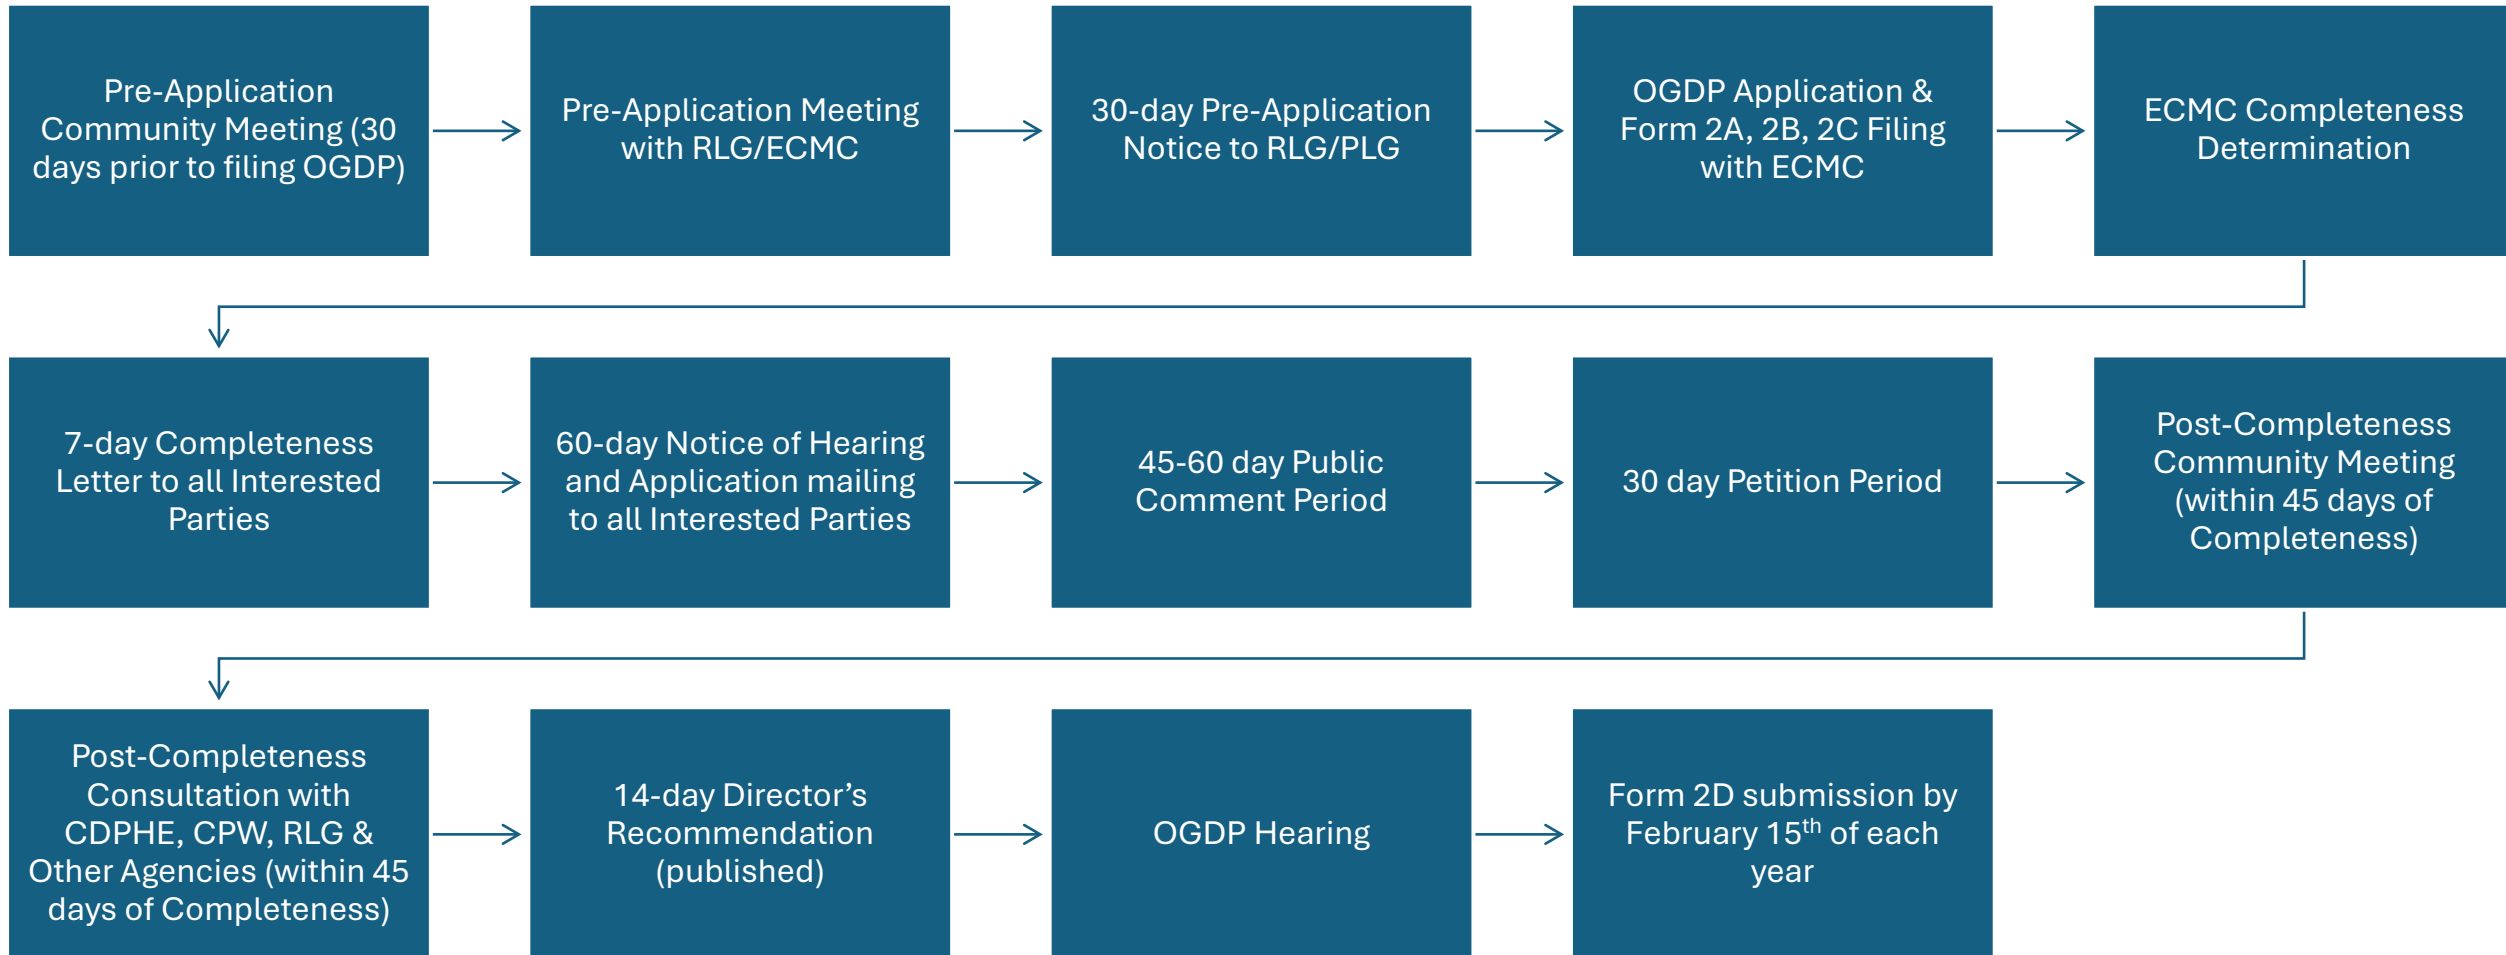 Pre-Application
Community Meeting (30
days prior to filing OGDP)
Pre-Application Meeting
with RLG/ECMC
30-day Pre-Application
Notice to RLG/PLG
OGDP Application &
Form 2A, 2B, 2C Filing
with ECMC
ECMC Completeness
Determination
7-day Completeness
Letter to all Interested
Parties
60-day Notice of Hearing
and Application mailing
to all Interested Parties
45-60 day Public
Comment Period
30 day Petition Period
Post-Completeness
Community Meeting
(within 45 days of
Completeness)
Post-Completeness
Consultation with
CDPHE, CPW, RLG &
Other Agencies (within 45
days of Completeness)
14-day Director’s
Recommendation
(published)
OGDP Hearing
Form 2D submission by
February 15th of each
year